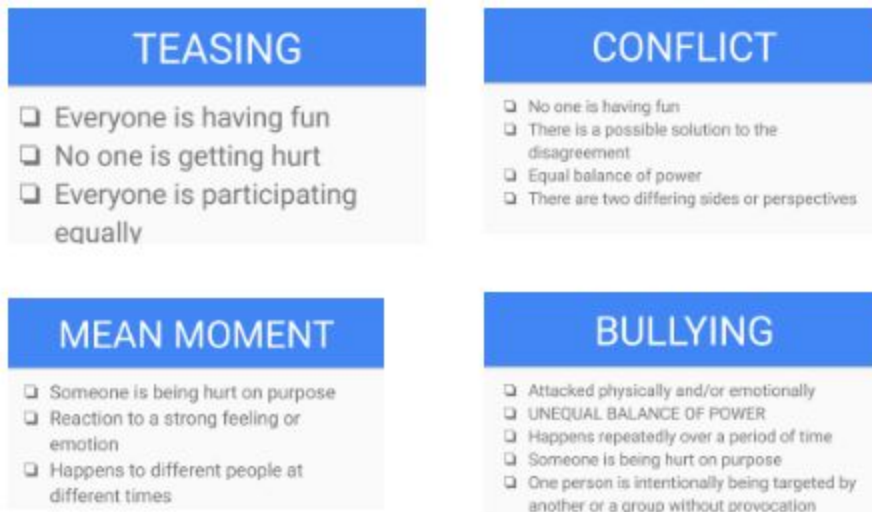 TEASING
❏ Everyone is having fun
❏ No one is getting hurt
❏ Everyone is participating
equally
CONFLICT
❏ No one is having fun
❏ There is a possible solution to the
disagreement
❏ Equal balance of power
❏ There are two differing sides or perspectives
MEAN MOMENT
❏ Someone is being hurt on purpose
❏ Reaction to a strong feeling or
emotion
❏ Happens to different people at
different times
BULLYING
❏ Attacked physically and/or emotionally
❏ UNEQUAL BALANCE OF POWER
❏ Happens repeatedly over a period of time
❏ Someone is being hurt on purpose
❏ One person is intentionally being targeted by
another or a group without provocation